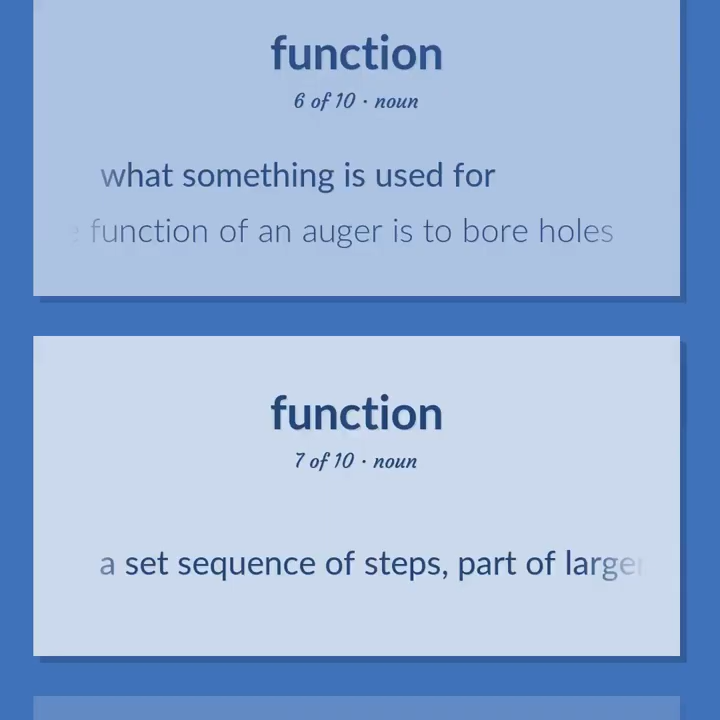 function
6 of 10 · noun
what something is used for
function of an auger is to bore holes
function
7 of 10 · noun
a set sequence of steps, part of larger